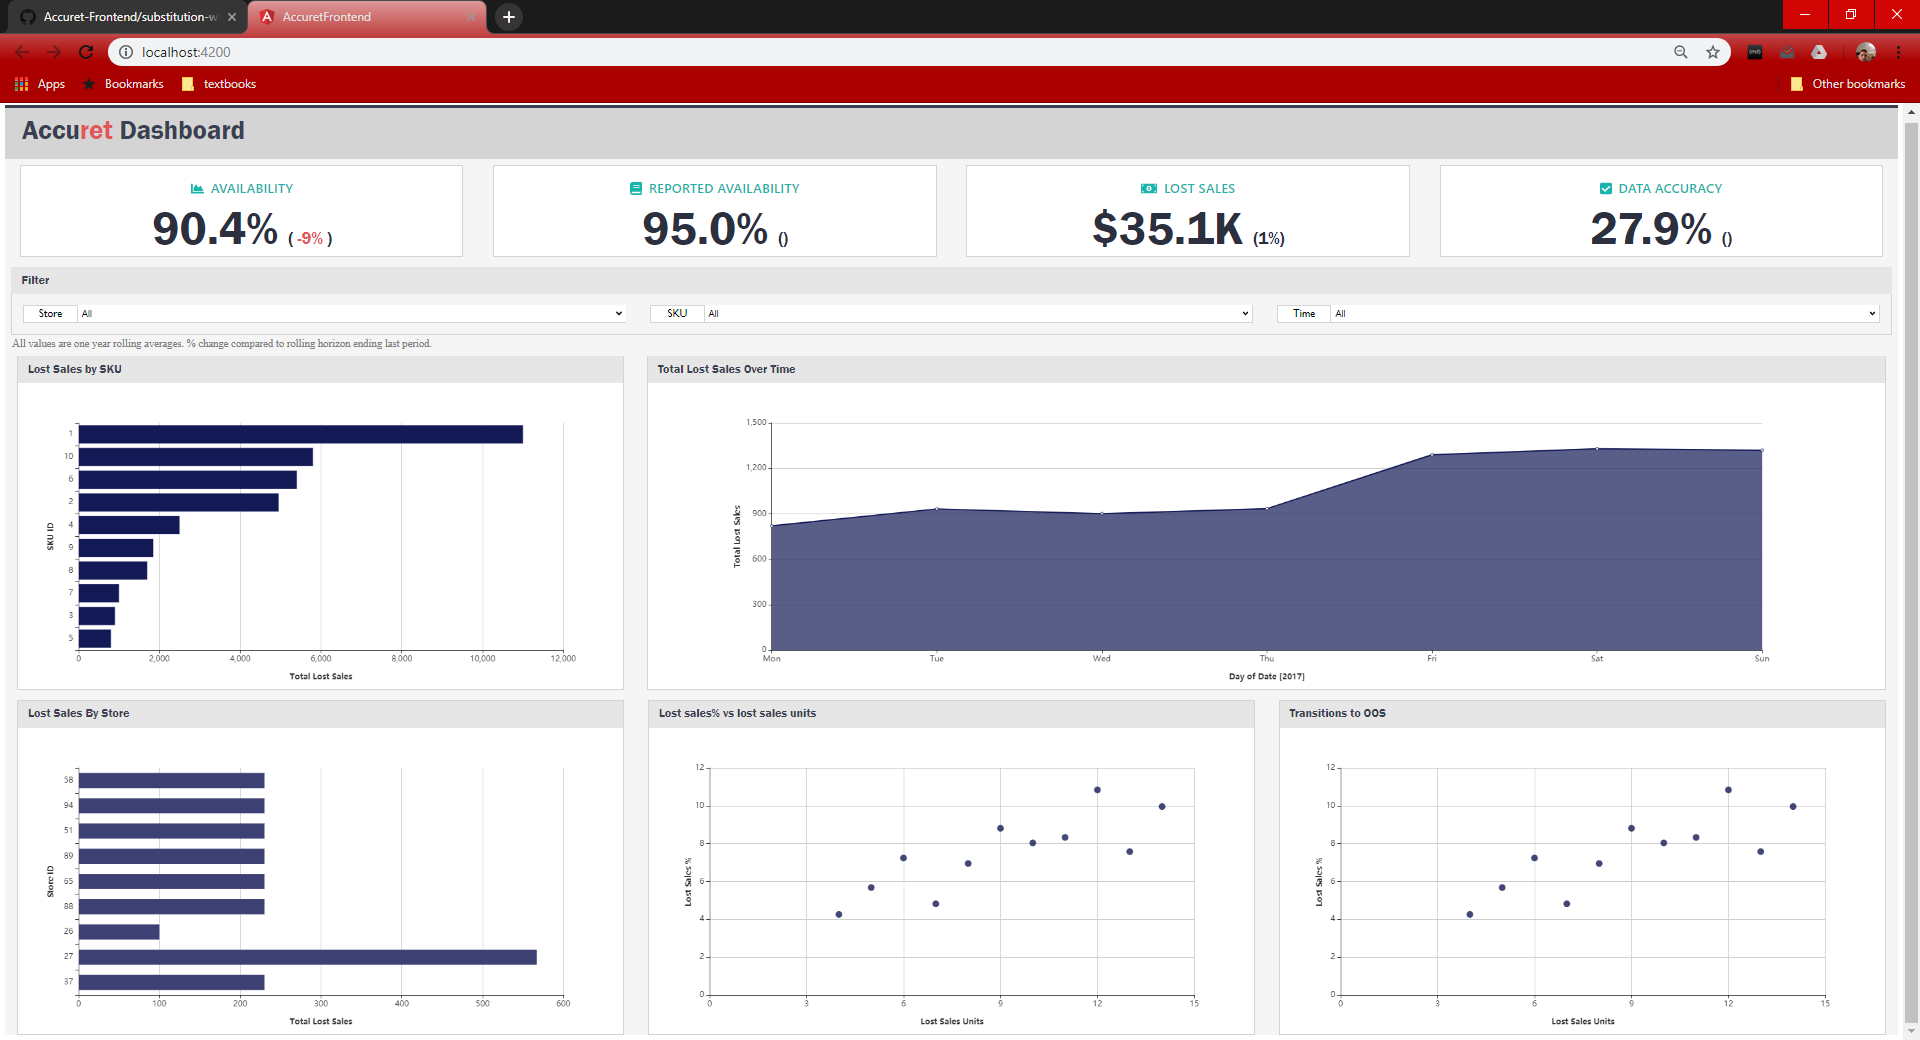 Accuret-Frontend/substitution-w
AccuretFrontend
localhost:4200
Apps Bookmarks textbooks Other bookmarks
Accuret Dashboard
AVAILABILITY
90.4% ( -9% )
REPORTED AVAILABILITY
95.0% ()
LOST SALES
$35.1K (1%)
DATA ACCURACY
27.9% ()
Filter
Store All
SKU All
Time All
All values are one year rolling averages. % change compared to rolling horizon ending last period.
Lost Sales by SKU
SKU ID
1
10
6
2
4
9
8
7
3
5
0 2,000 4,000 6,000 8,000 10,000 12,000
Total Lost Sales
Total Lost Sales Over Time
Total Lost Sales
1,500
1,200
900
600
300
0
Mon Tue Wed Thu Fri Sat Sun
Day of Date [2017]
Lost Sales By Store
Store ID
58
94
51
89
65
88
26
27
37
0 100 200 300 400 500 600
Total Lost Sales
Lost sales% vs lost sales units
Lost Sales %
12
10
8
6
4
2
0
0 3 6 9 12 15
Lost Sales Units
Transitions to OOS
Lost Sales %
12
10
8
6
4
2
0
0 3 6 9 12 15
Lost Sales Units